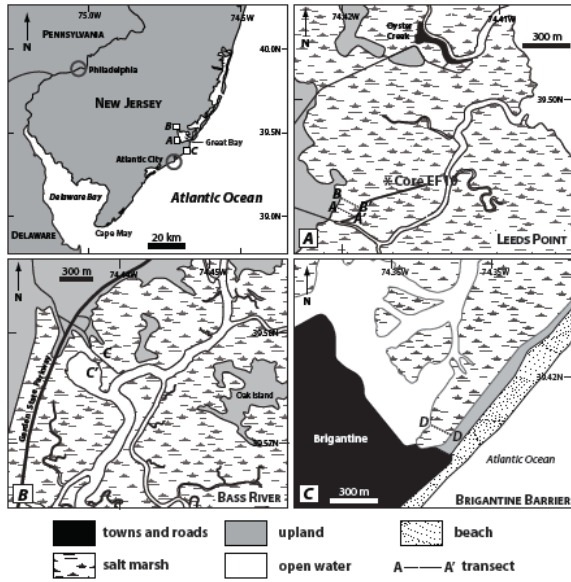 75.0W
74.5W
N
PENNSYLVANIA
40.0N
Philadelphia
NEW JERSEY
B
A
C
39.5N
Great Bay
Atlantic City
Delaware Bay
Atlantic Ocean
DELAWARE
Cape May
39.0N
20 km
74.42W
74.41W
N
Oyster
Creek
300 m
39.50N
Core EF10
B
B'
A
A'
A
LEEDS POINT
300 m
74.44W
74.45W
N
39.58N
C
C'
Garden State Parkway
Oak Island
39.57N
B
BASS RIVER
74.36W
74.35W
N
39.42N
D
D'
Brigantine
Atlantic Ocean
300 m
C
BRIGANTINE BARRIER
towns and roads
upland
beach
salt marsh
open water
A A' transect